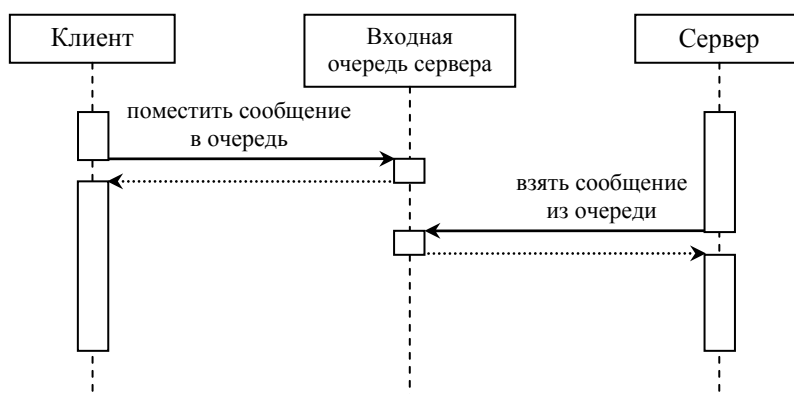 Клиент
Входная
очередь сервера
Сервер
поместить сообщение
в очередь
взять сообщение
из очереди